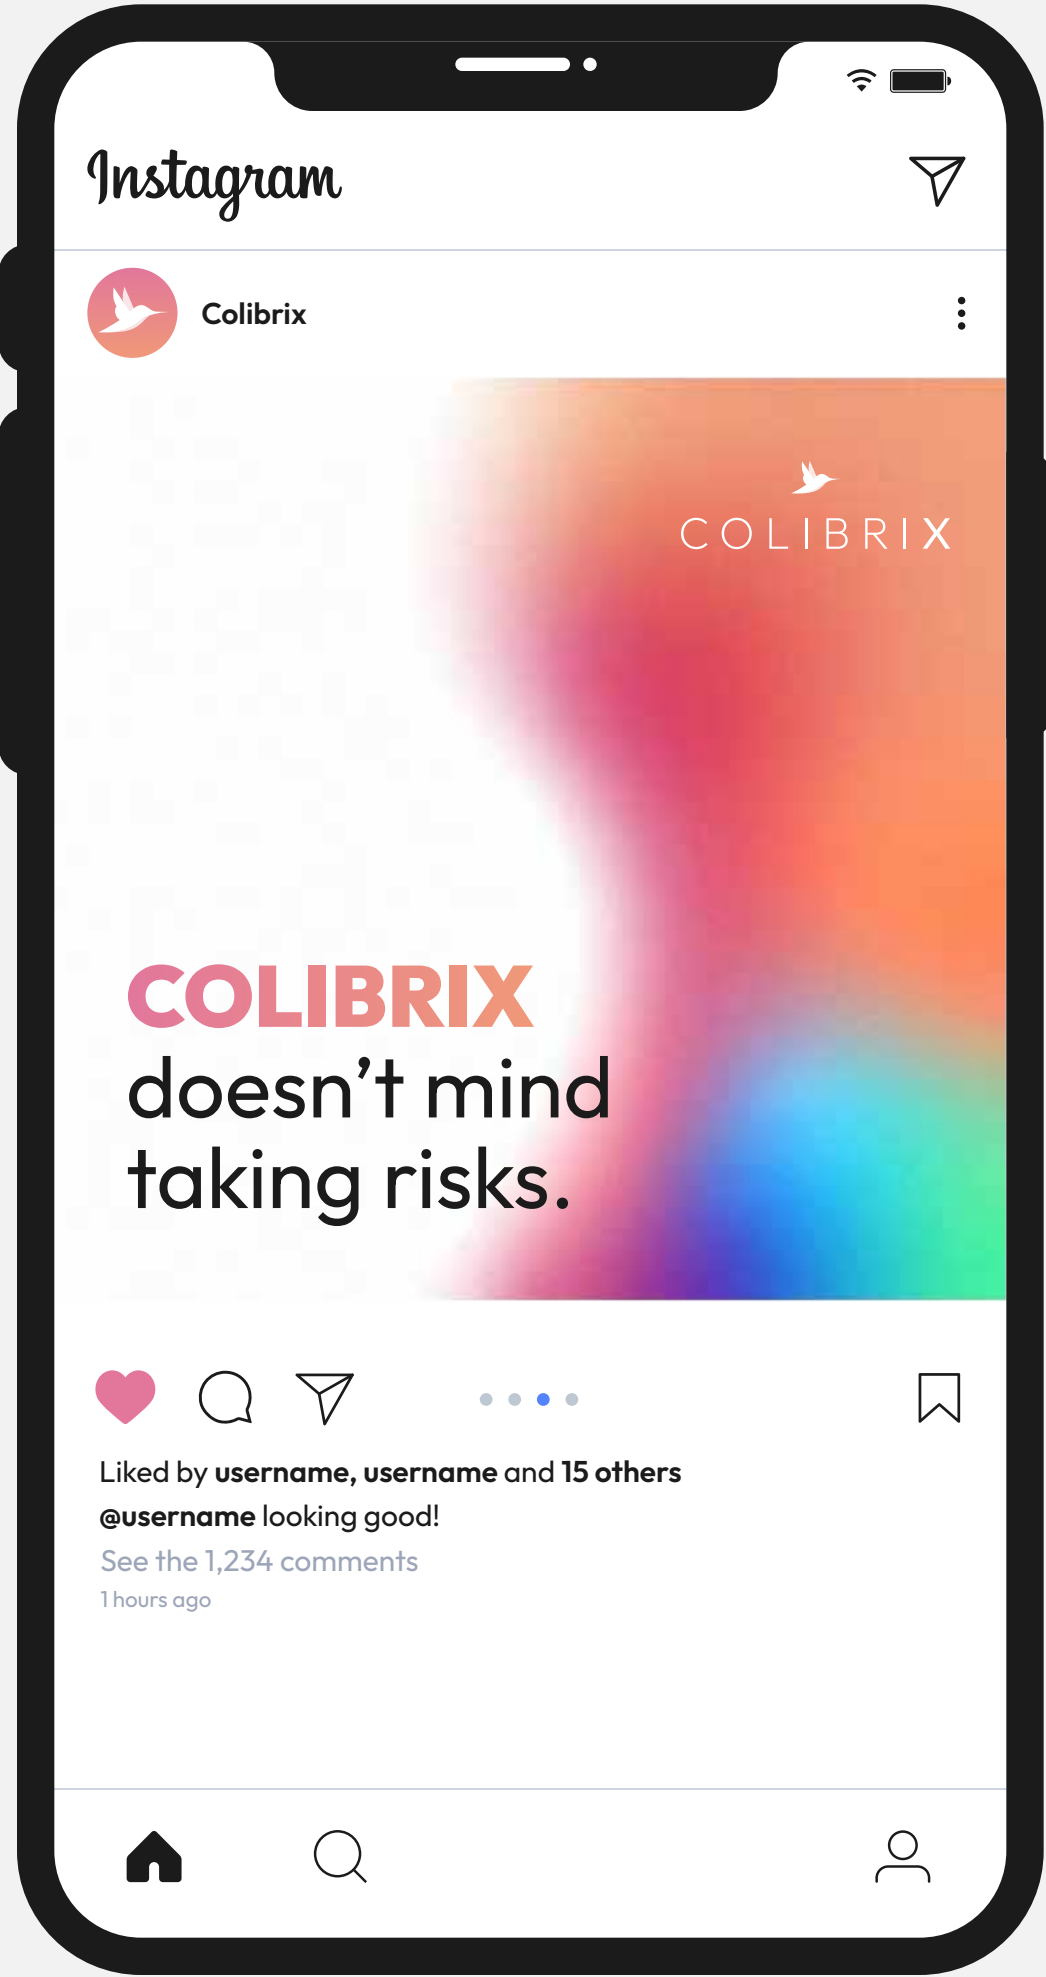 Instagram
Colibrix
COLIBRIX
COLIBRIX
doesn’t mind
taking risks.
Liked by username, username and 15 others
@username looking good!
See the 1,234 comments
1 hours ago